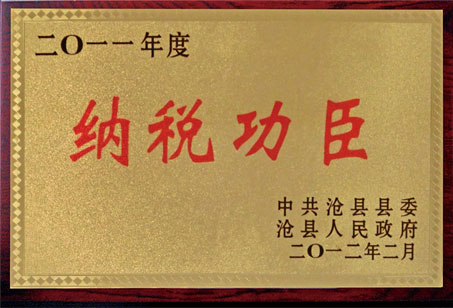 二〇一一年度
纳税功臣
中共沧县县委
沧县人民政府
二〇一二年二月